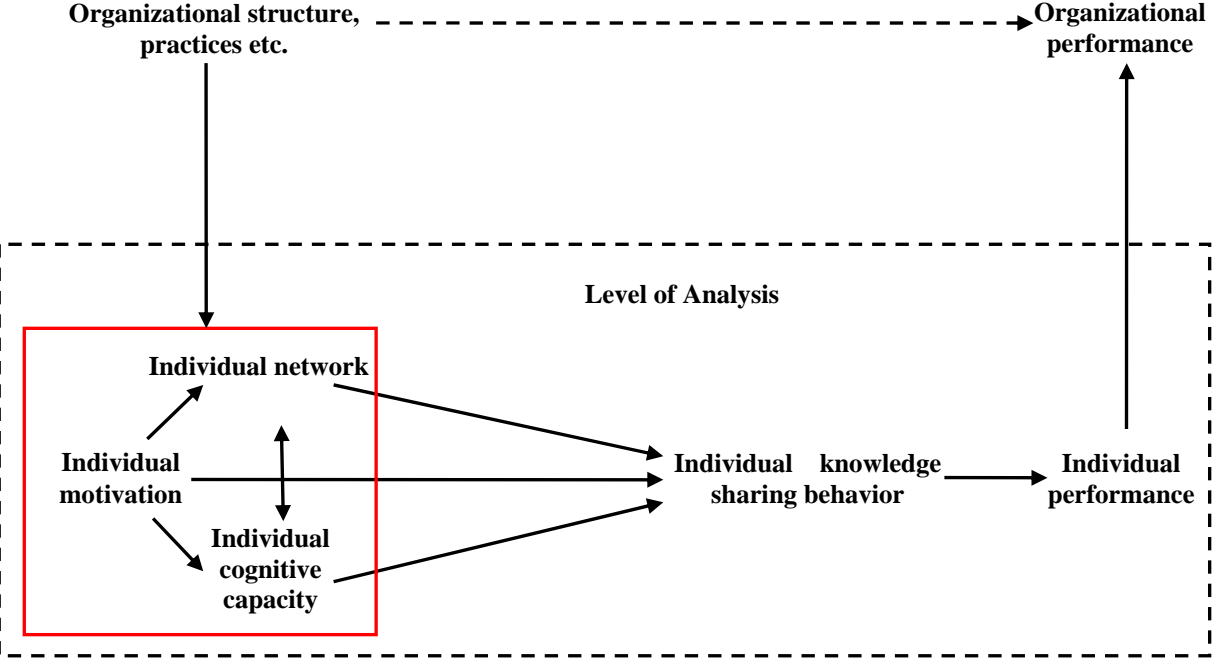 Organizational structure,
practices etc.
Organizational
performance
Level of Analysis
Individual network
Individual
motivation
Individual
cognitive
capacity
Individual knowledge
sharing behavior
Individual
performance